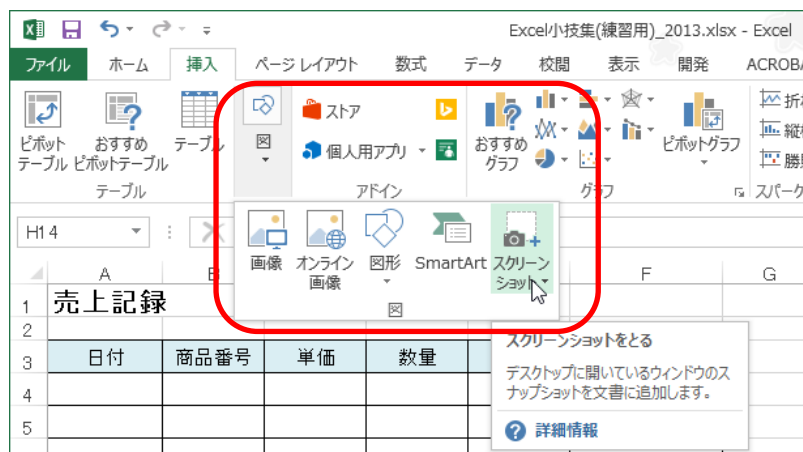 Excel小技集(練習用)_2013.xlsx - Excel
ファイル ホーム 挿入 ページ レイアウト 数式 データ 校閲 表示 開発 ACROBA
ピボット テーブル おすすめ ピボットテーブル テーブル 図 ストア 個人用アプリ おすすめ グラフ ピボットグラフ
テーブル アドイン グラフ スパーク
H14
画像 オンライン 画像 図形 SmartArt スクリーン ショット
図
A B F G
1 売上記録
2
3 日付 商品番号 単価 数量
4
5
スクリーンショットをとる
デスクトップに開いているウィンドウのス
ナップショットを文書に追加します。
詳細情報